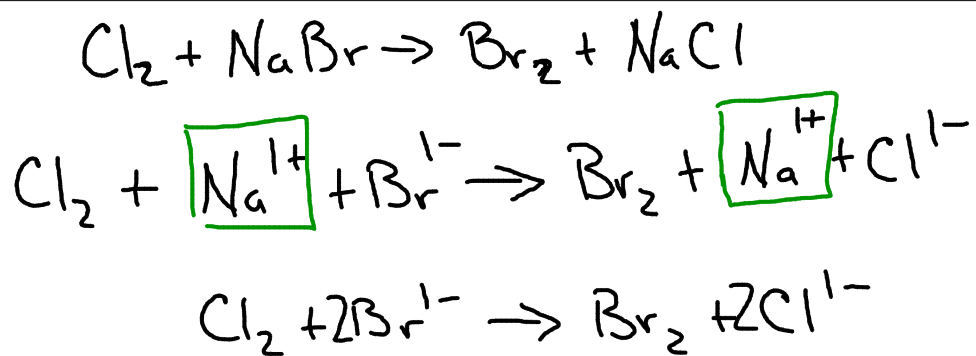 Cl₂ + NaBr → Br₂ + NaCl
Cl₂ + Na¹⁺ + Br¹⁻ → Br₂ + Na¹⁺ + Cl¹⁻
Cl₂ + 2Br¹⁻ → Br₂ + 2Cl¹⁻